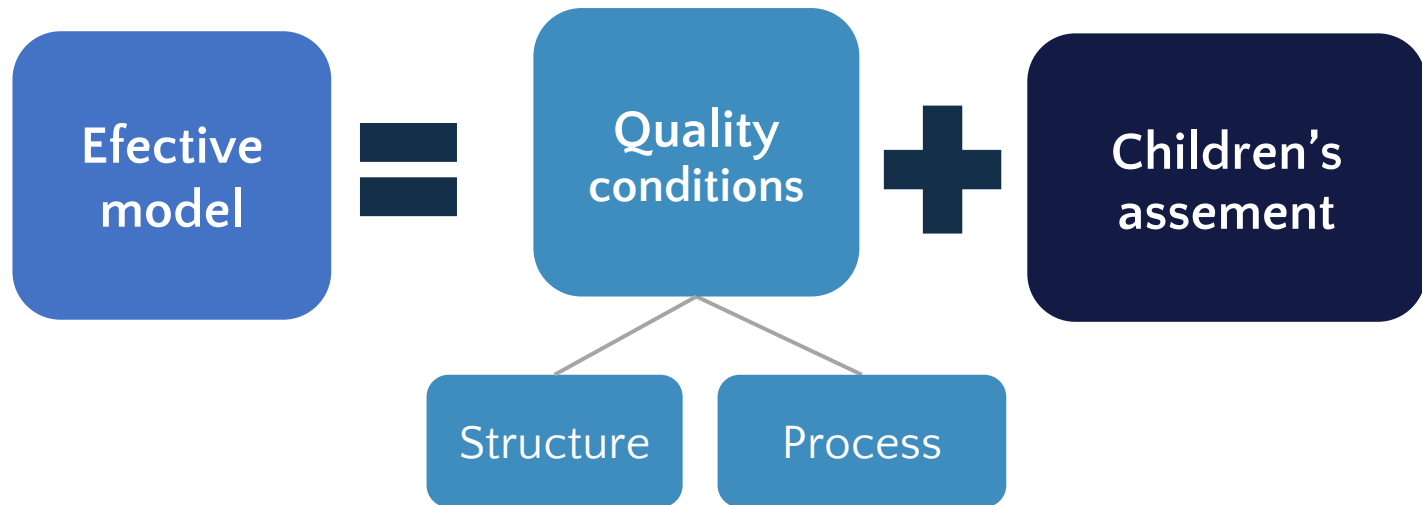 Efective
model
Quality
conditions
Children’s
assement
Structure
Process